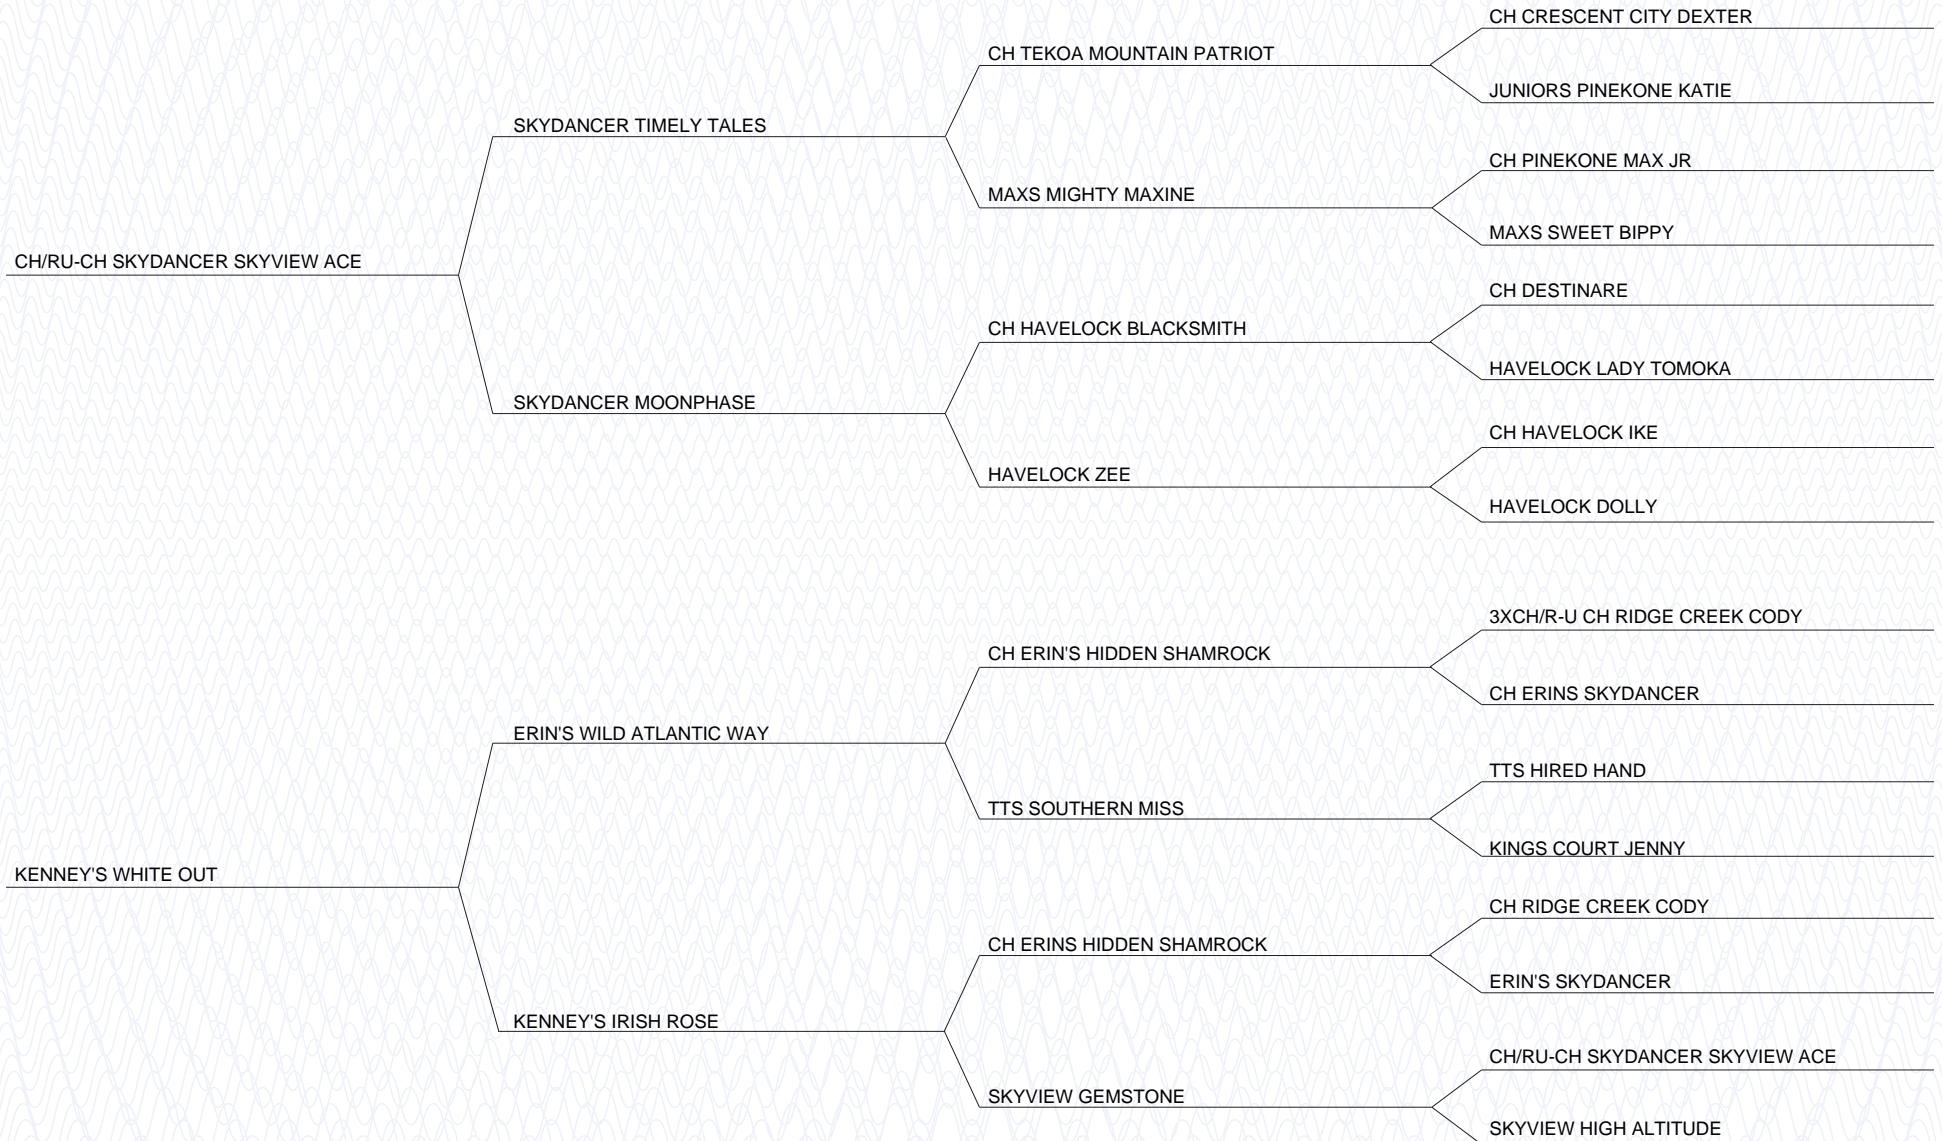 CH/RU-CH SKYDANCER SKYVIEW ACE
SKYDANCER TIMELY TALES
CH TEKOA MOUNTAIN PATRIOT
CH CRESCENT CITY DEXTER
JUNIORS PINEKONE KATIE
MAXS MIGHTY MAXINE
CH PINEKONE MAX JR
MAXS SWEET BIPPY
SKYDANCER MOONPHASE
CH HAVELOCK BLACKSMITH
CH DESTINARE
HAVELOCK LADY TOMOKA
HAVELOCK ZEE
CH HAVELOCK IKE
HAVELOCK DOLLY
KENNEY'S WHITE OUT
ERIN'S WILD ATLANTIC WAY
CH ERIN'S HIDDEN SHAMROCK
3XCH/R-U CH RIDGE CREEK CODY
CH ERINS SKYDANCER
TTS SOUTHERN MISS
TTS HIRED HAND
KINGS COURT JENNY
KENNEY'S IRISH ROSE
CH ERINS HIDDEN SHAMROCK
CH RIDGE CREEK CODY
ERIN'S SKYDANCER
SKYVIEW GEMSTONE
CH/RU-CH SKYDANCER SKYVIEW ACE
SKYVIEW HIGH ALTITUDE